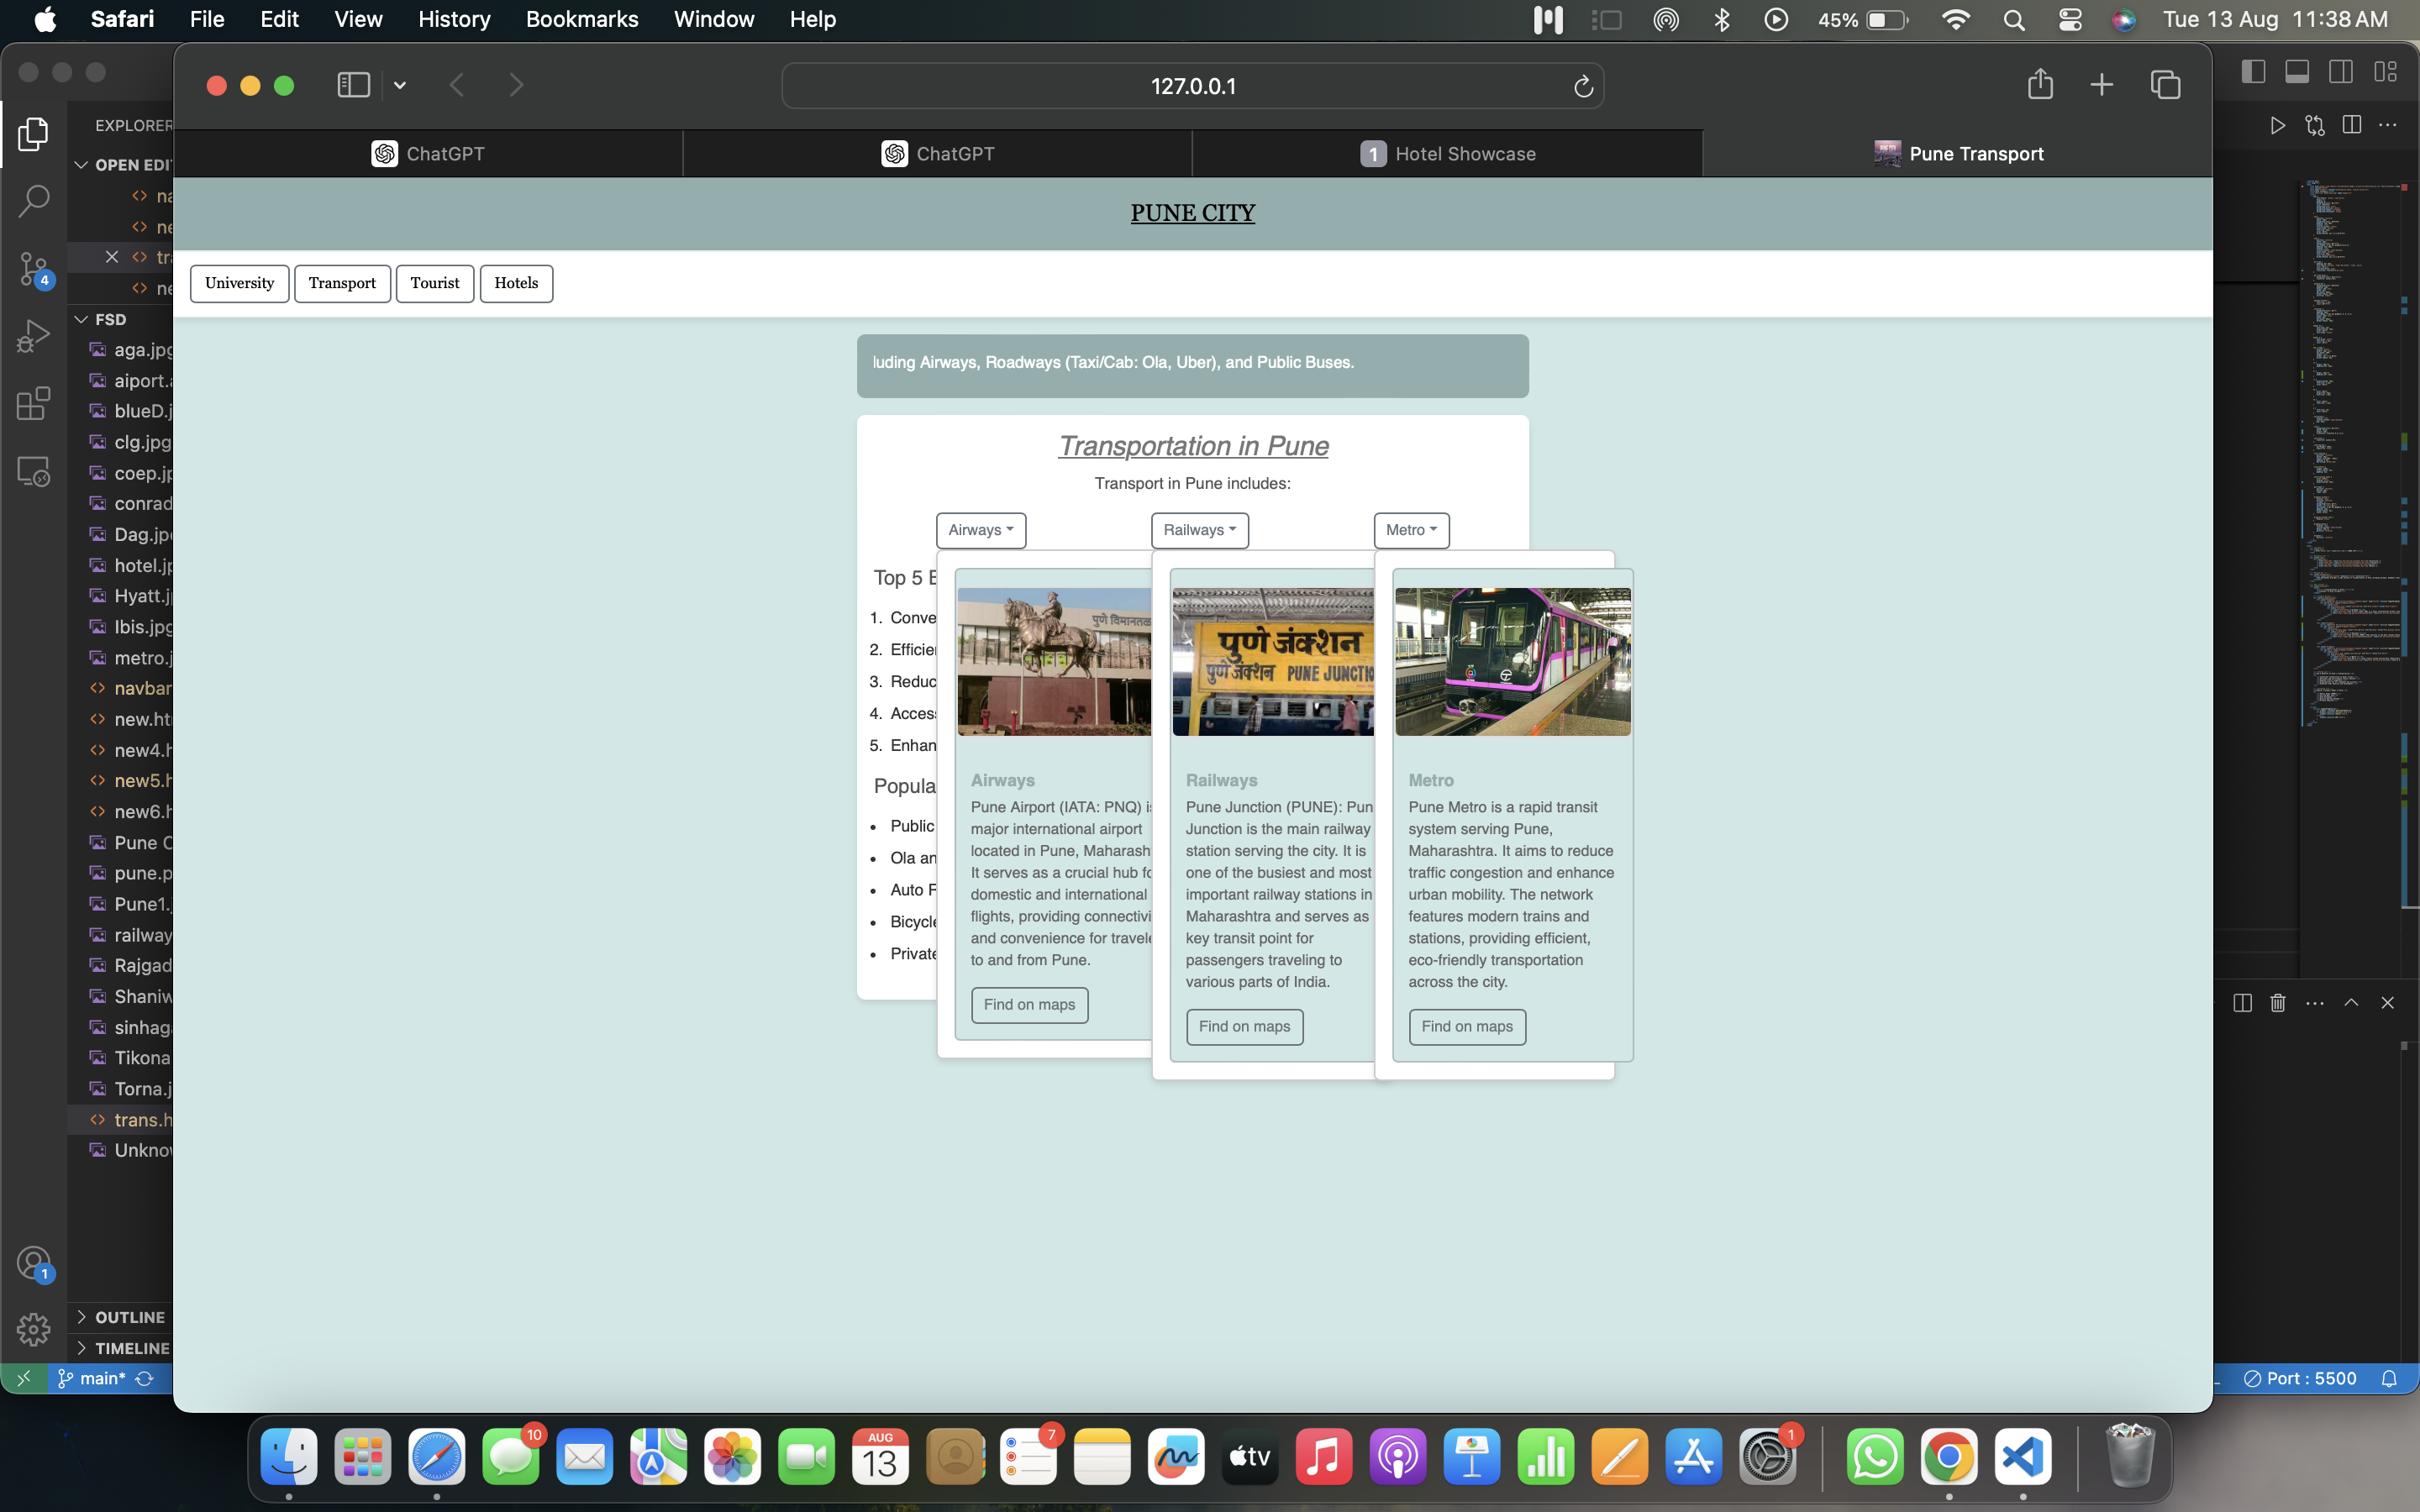 Safari File Edit View History Bookmarks Window Help 45% Tue 13 Aug 11:38 AM
127.0.0.1
ChatGPT ChatGPT 1 Hotel Showcase Pune Transport
EXPLORER
OPEN EDI
na
ne
tra
ne
4
FSD
aga.jpg
aiport.a
blueD.j
clg.jpg
coep.jp
conrad
Dag.jpe
hotel.jp
Hyatt.j
Ibis.jpg
metro.j
navbar
new.ht
new4.h
new5.h
new6.h
Pune C
pune.p
Pune1.
railway
Rajgad
Shaniw
sinhaga
Tikona
Torna.j
trans.h
Unknow
1
OUTLINE
TIMELINE
main*
PUNE CITY
University Transport Tourist Hotels
luding Airways, Roadways (Taxi/Cab: Ola, Uber), and Public Buses.
Transportation in Pune
Transport in Pune includes:
Airways Railways Metro
Top 5 B
1. Conve
2. Efficie
3. Reduc
4. Acces
5. Enhan
Popula
Public
Ola an
Auto R
Bicycle
Private
पुणे विमानतळ
Airways
Pune Airport (IATA: PNQ) is
major international airport
located in Pune, Maharash
It serves as a crucial hub fo
domestic and international
flights, providing connectivi
and convenience for travele
to and from Pune.
Find on maps
पुणे जंक्शन
पुणे जंक्शन PUNE JUNCTIO
Railways
Pune Junction (PUNE): Pun
Junction is the main railway
station serving the city. It is
one of the busiest and most
important railway stations in
Maharashtra and serves as
key transit point for
passengers traveling to
various parts of India.
Find on maps
Metro
Pune Metro is a rapid transit
system serving Pune,
Maharashtra. It aims to reduce
traffic congestion and enhance
urban mobility. The network
features modern trains and
stations, providing efficient,
eco-friendly transportation
across the city.
Find on maps
Port : 5500
10
AUG
13
7
tv
1